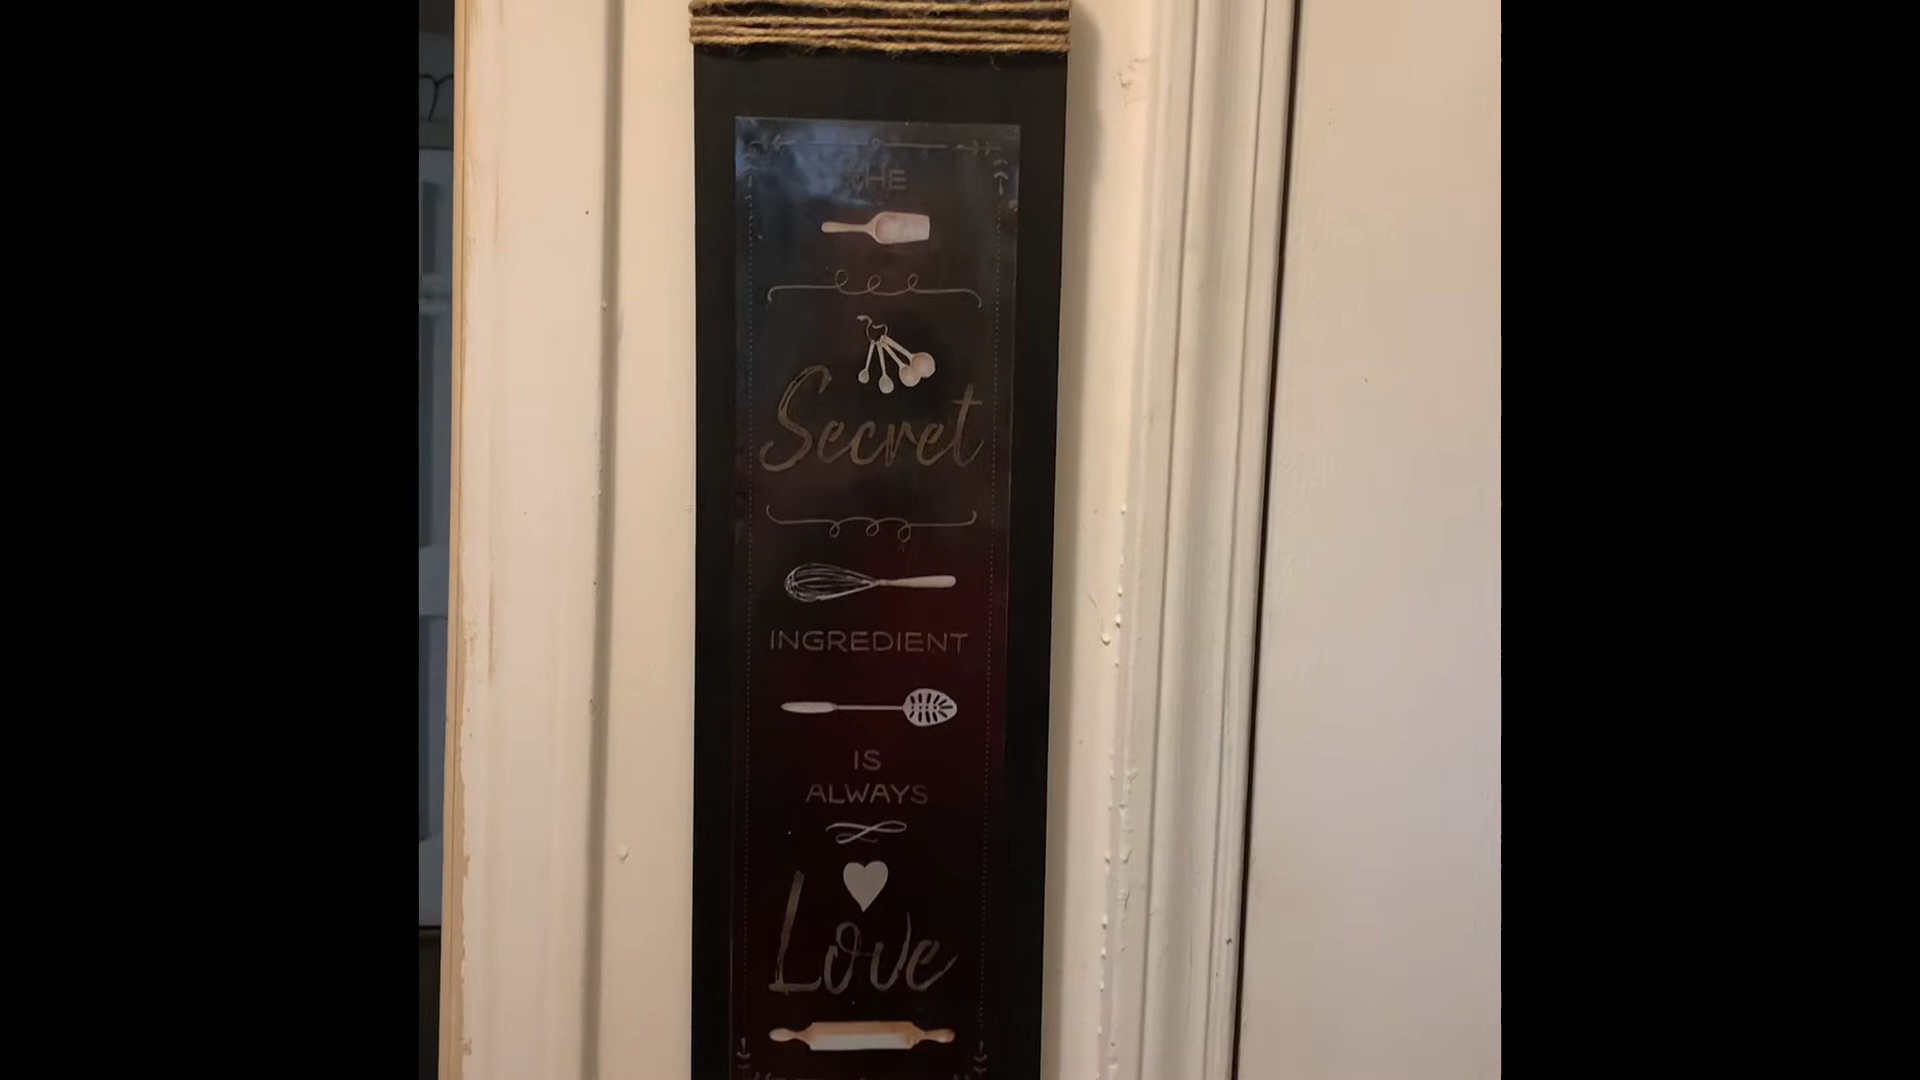 THE
Secret
INGREDIENT
IS
ALWAYS
Love